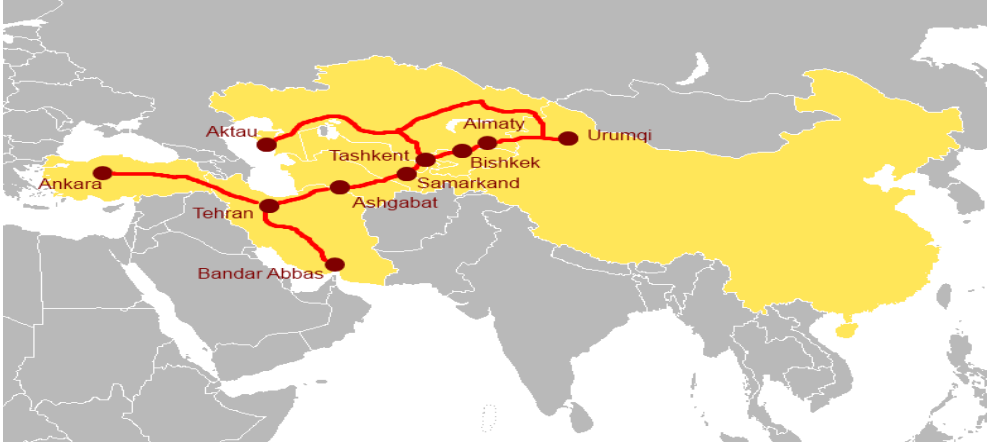 Aktau
Almaty
Urumqi
Tashkent
Bishkek
Ankara
Samarkand
Ashgabat
Tehran
Bandar Abbas